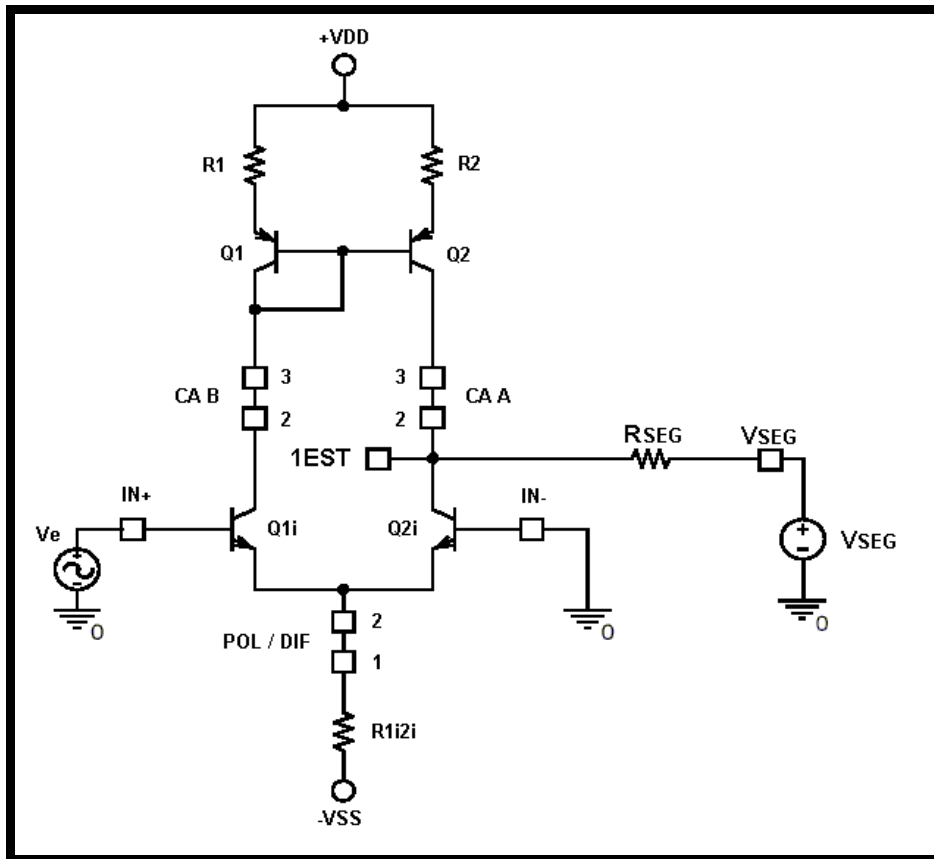 +VDD
R1
R2
Q1
Q2
3
3
CA B
CA A
2
2
RSEG
VSEG
1EST
IN+
IN-
Ve
Q1i
Q2i
VSEG
0
0
0
2
POL / DIF
1
R1i2i
-VSS